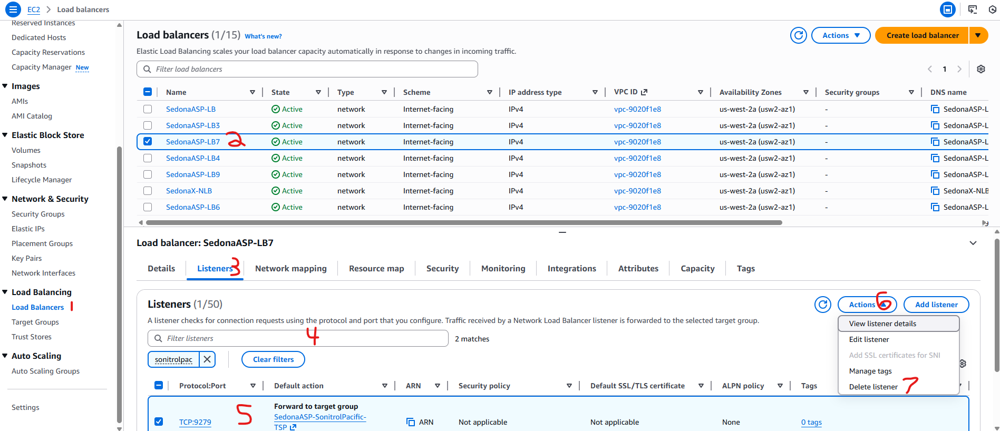 EC2 > Load balancers
Reserved Instances
Dedicated Hosts
Capacity Reservations
Capacity Manager New
Images
AMIs
AMI Catalog
Elastic Block Store
Volumes
Snapshots
Lifecycle Manager
Network & Security
Security Groups
Elastic IPs
Placement Groups
Key Pairs
Network Interfaces
Load Balancing
Load Balancers 1
Target Groups
Trust Stores
Auto Scaling
Auto Scaling Groups
Settings
Load balancers (1/15) What's new?
Actions
Create load balancer
Elastic Load Balancing scales your load balancer capacity automatically in response to changes in incoming traffic.
Filter load balancers
1
Name State Type Scheme IP address type VPC ID Availability Zones Security groups DNS name
SedonaASP-LB Active network Internet-facing IPv4 vpc-9020f1e8 us-west-2a (usw2-az1) - SedonaASP-L
SedonaASP-LB3 Active network Internet-facing IPv4 vpc-9020f1e8 us-west-2a (usw2-az1) - SedonaASP-L
SedonaASP-LB7 2 Active network Internet-facing IPv4 vpc-9020f1e8 us-west-2a (usw2-az1) - SedonaASP-L
SedonaASP-LB4 Active network Internet-facing IPv4 vpc-9020f1e8 us-west-2a (usw2-az1) - SedonaASP-L
SedonaASP-LB9 Active network Internet-facing IPv4 vpc-9020f1e8 us-west-2a (usw2-az1) - SedonaASP-L
SedonaX-NLB Active network Internet-facing IPv4 vpc-9020f1e8 us-west-2a (usw2-az1) - SedonaX-NLB
SedonaASP-LB6 Active network Internet-facing IPv4 vpc-9020f1e8 us-west-2a (usw2-az1) - SedonaASP-L
Load balancer: SedonaASP-LB7
Details Listeners 3 Network mapping Resource map Security Monitoring Integrations Attributes Capacity Tags
Listeners (1/50)
Actions 6
Add listener
A listener checks for connection requests using the protocol and port that you configure. Traffic received by a Network Load Balancer listener is forwarded to the selected target group.
Filter listeners 4
2 matches
sonitrolpac
Clear filters
View listener details
Edit listener
Add SSL certificates for SNI
Manage tags
Delete listener 7
Protocol:Port Default action ARN Security policy Default SSL/TLS certificate ALPN policy Tags
Forward to target group
TCP:9279 5 SedonaASP-SonitrolPacific- ARN Not applicable Not applicable None 0 tags
TSP